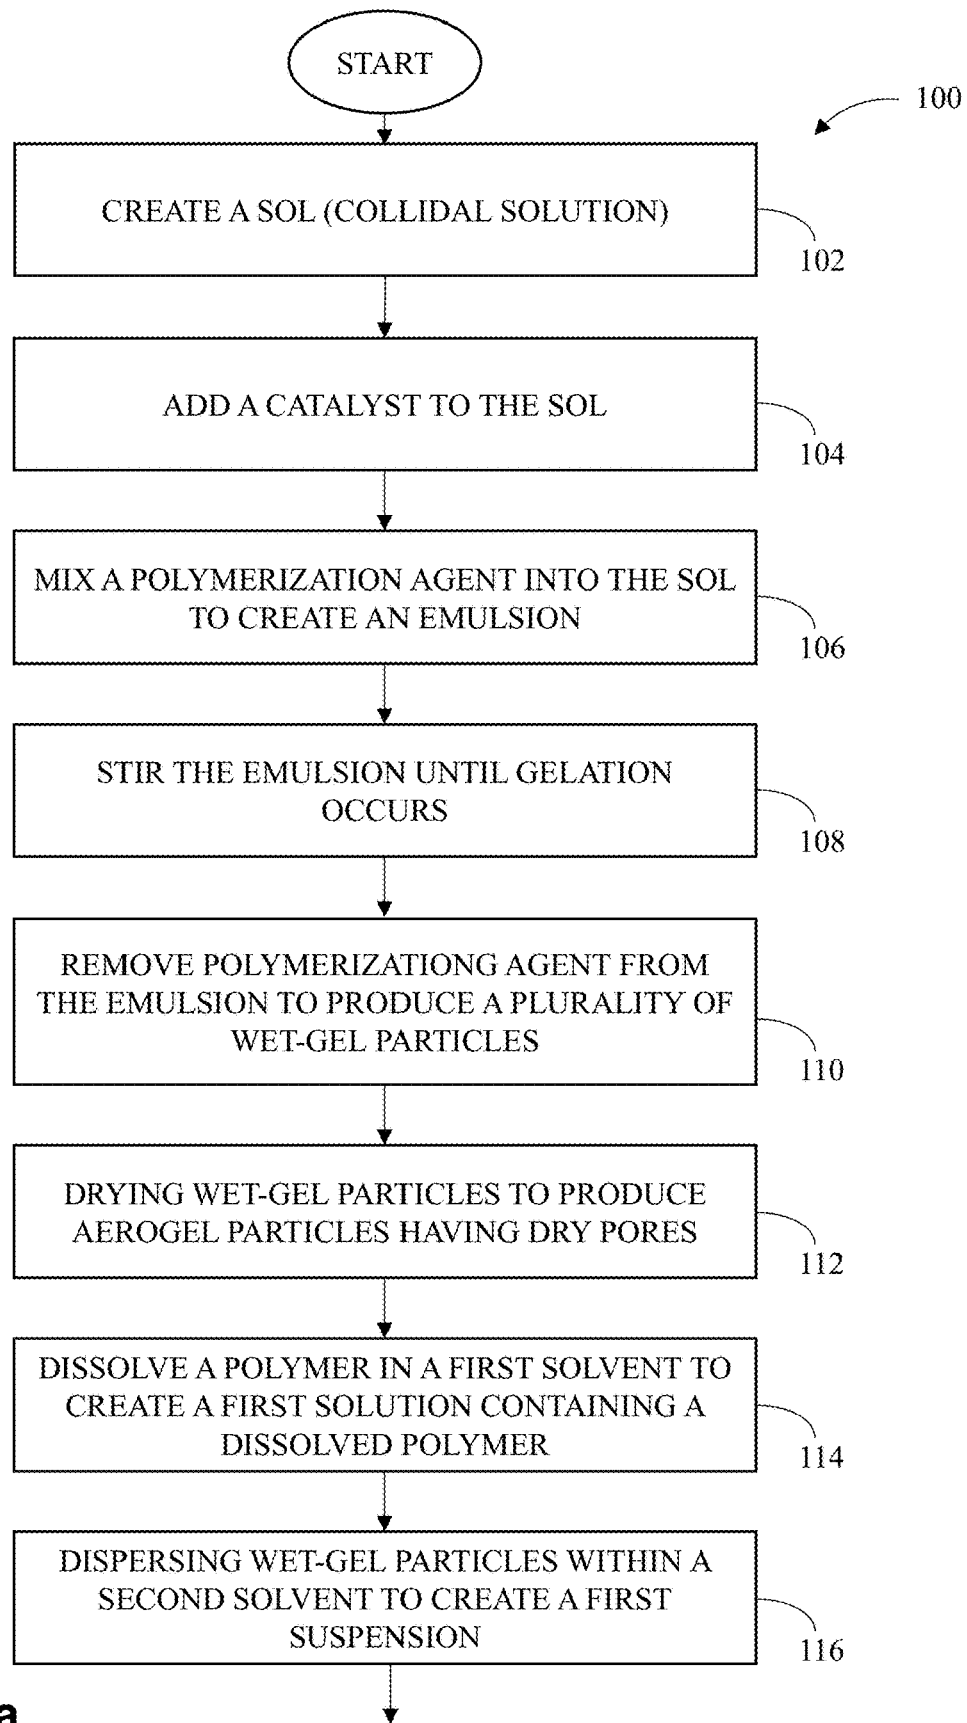 START
100
CREATE A SOL (COLLIDAL SOLUTION)
102
ADD A CATALYST TO THE SOL
104
MIX A POLYMERIZATION AGENT INTO THE SOL
TO CREATE AN EMULSION
106
STIR THE EMULSION UNTIL GELATION
OCCURS
108
REMOVE POLYMERIZATIONG AGENT FROM
THE EMULSION TO PRODUCE A PLURALITY OF
WET-GEL PARTICLES
110
DRYING WET-GEL PARTICLES TO PRODUCE
AEROGEL PARTICLES HAVING DRY PORES
112
DISSOLVE A POLYMER IN A FIRST SOLVENT TO
CREATE A FIRST SOLUTION CONTAINING A
DISSOLVED POLYMER
114
DISPERSING WET-GEL PARTICLES WITHIN A
SECOND SOLVENT TO CREATE A FIRST
SUSPENSION
116
a